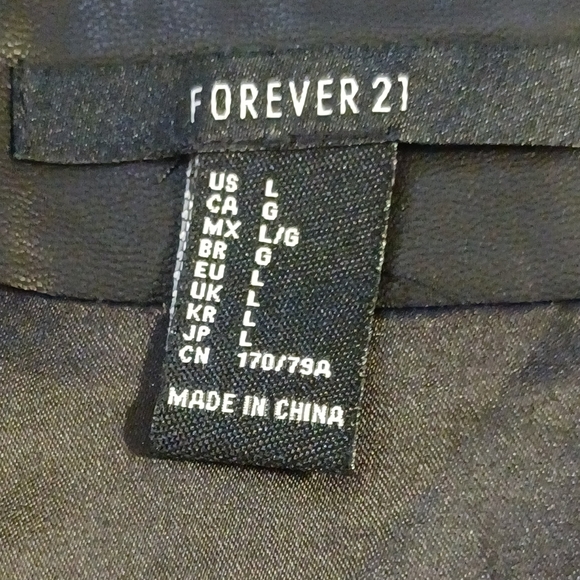 FOREVER 21
US L
CA G
MX L/G
BR G
EU L
UK L
KR L
JP L
CN 170/79A
MADE IN CHINA